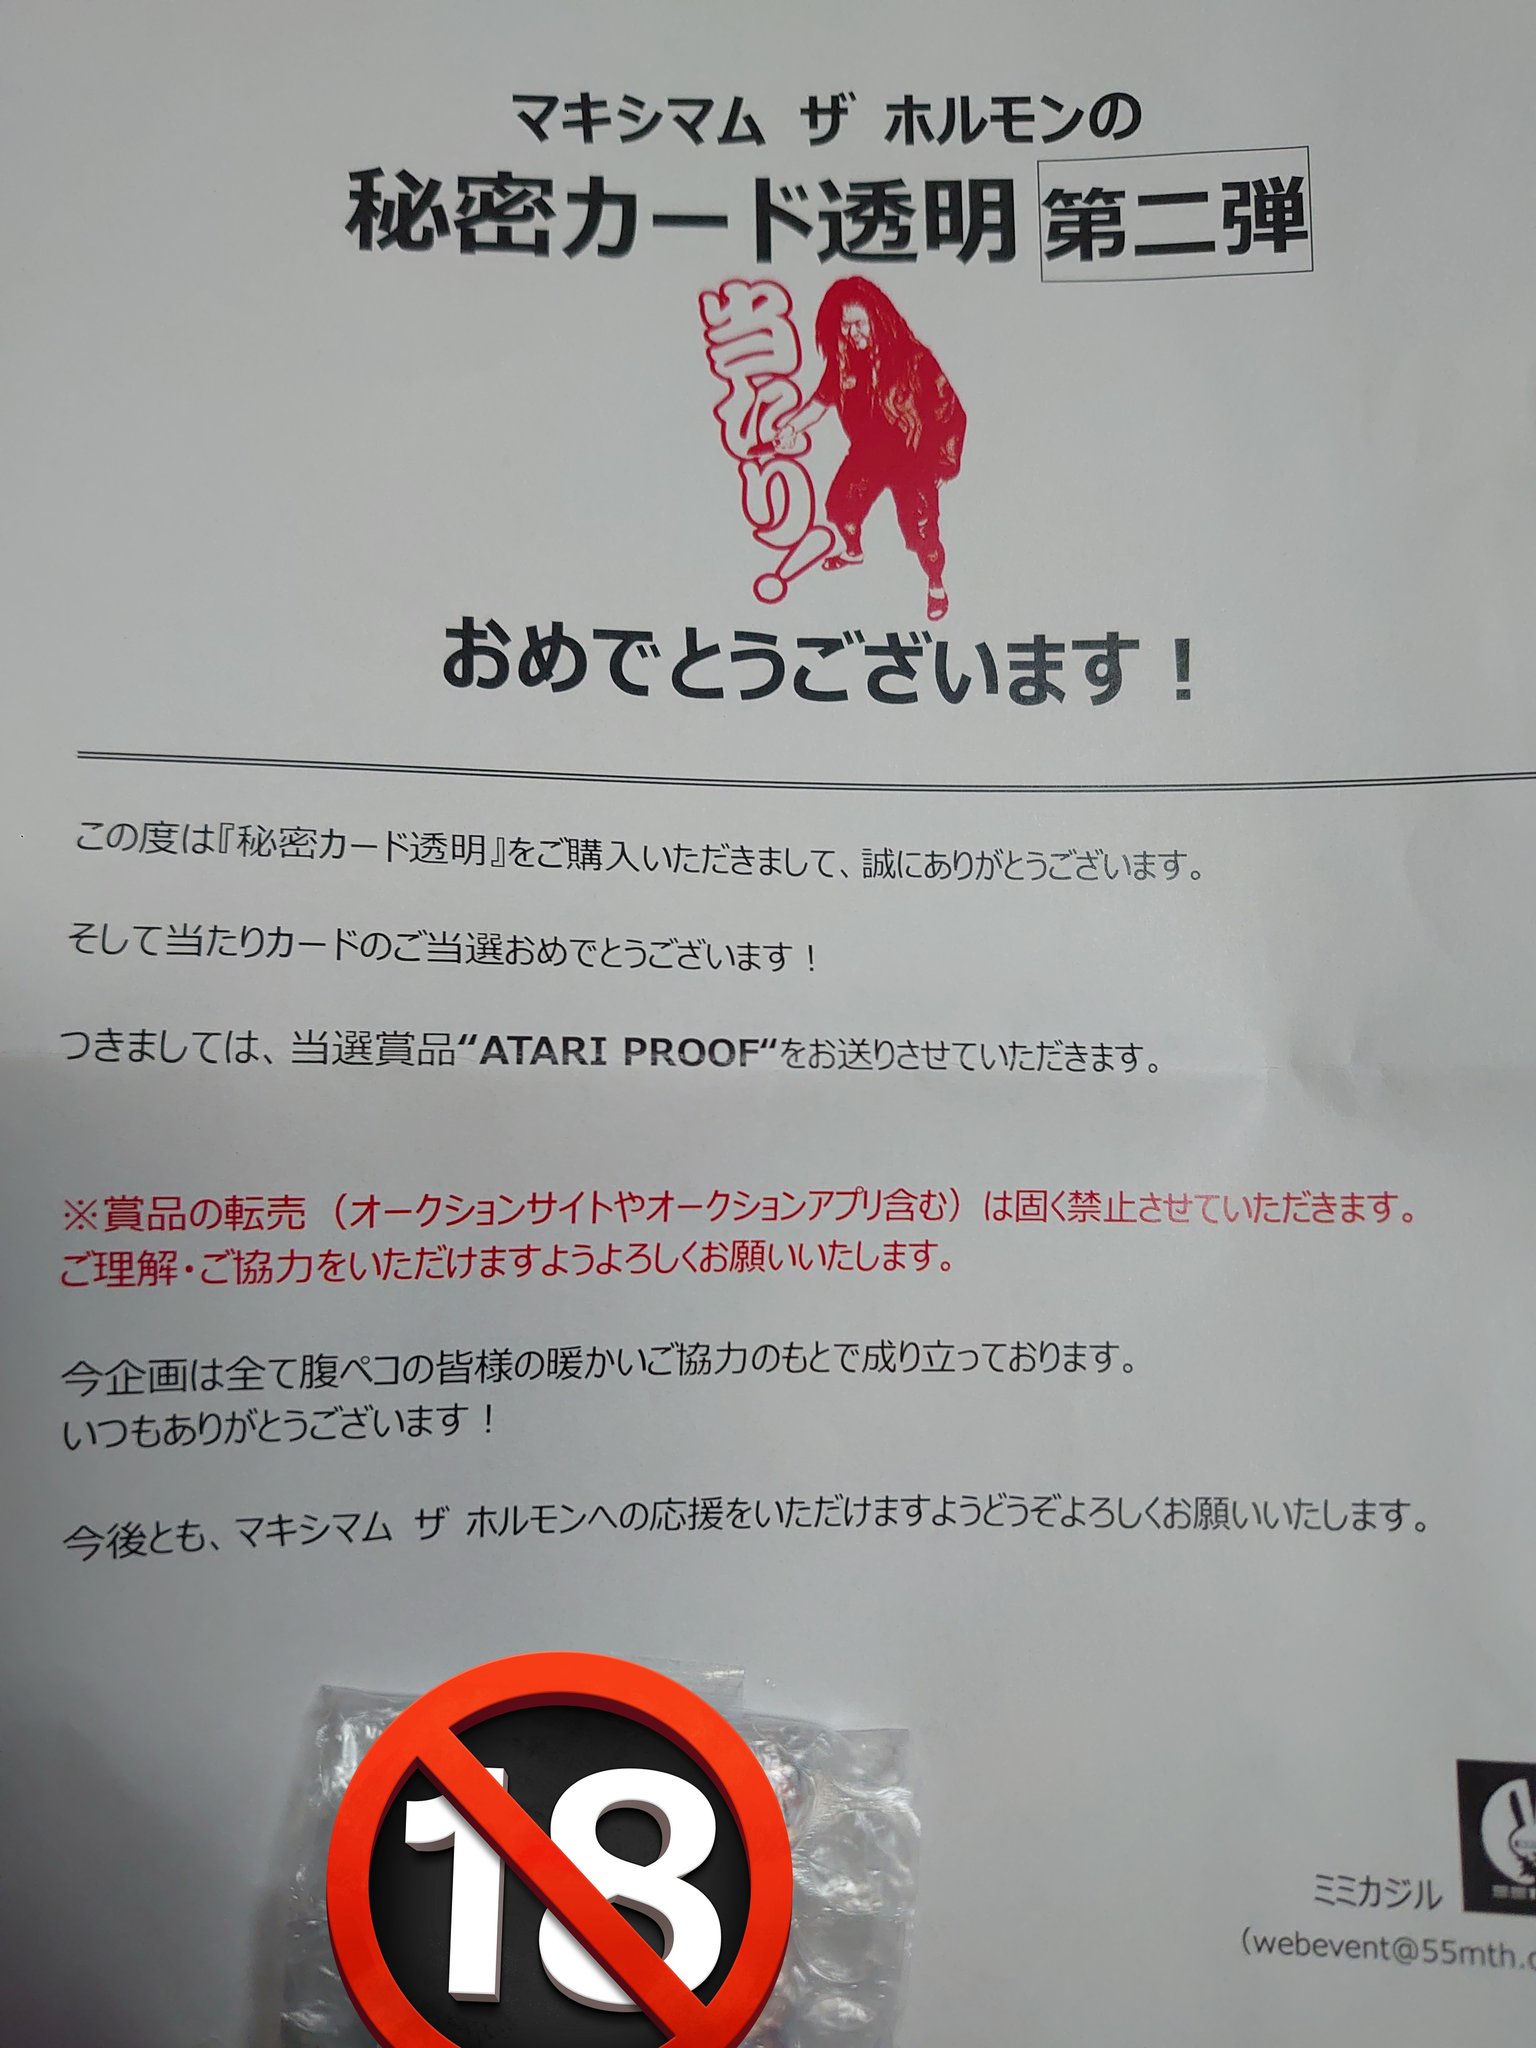 マキシマム ザ ホルモンの
秘密カード透明 第二弾
当たり!
おめでとうございます！
この度は『秘密カード透明』をご購入いただきまして、誠にありがとうございます。
そして当たりカードのご当選おめでとうございます！
つきましては、当選賞品“ATARI PROOF“をお送りさせていただきます。
※賞品の転売（オークションサイトやオークションアプリ含む）は固く禁止させていただきます。
ご理解・ご協力をいただけますようよろしくお願いいたします。
今企画は全て腹ペコの皆様の暖かいご協力のもとで成り立っております。
いつもありがとうございます！
今後とも、マキシマム ザ ホルモンへの応援をいただけますようどうぞよろしくお願いいたします。
18
ミミカジル
（webevent@55mth.